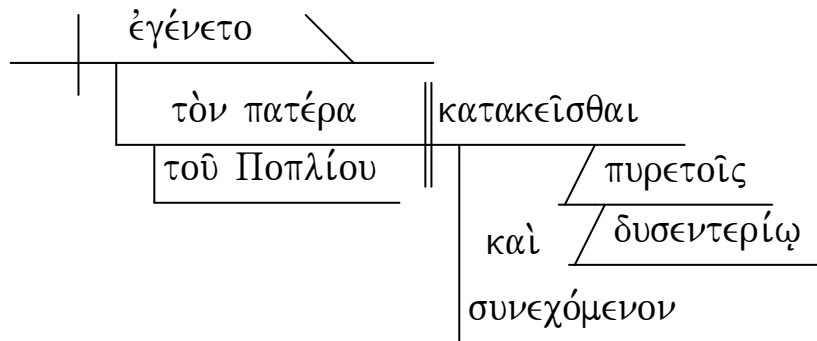 ἐγένετο
τὸν πατέρα κατακεῖσθαι
τοῦ Ποπλίου πυρετοῖς
καὶ δυσεντερίῳ
συνεχόμενον